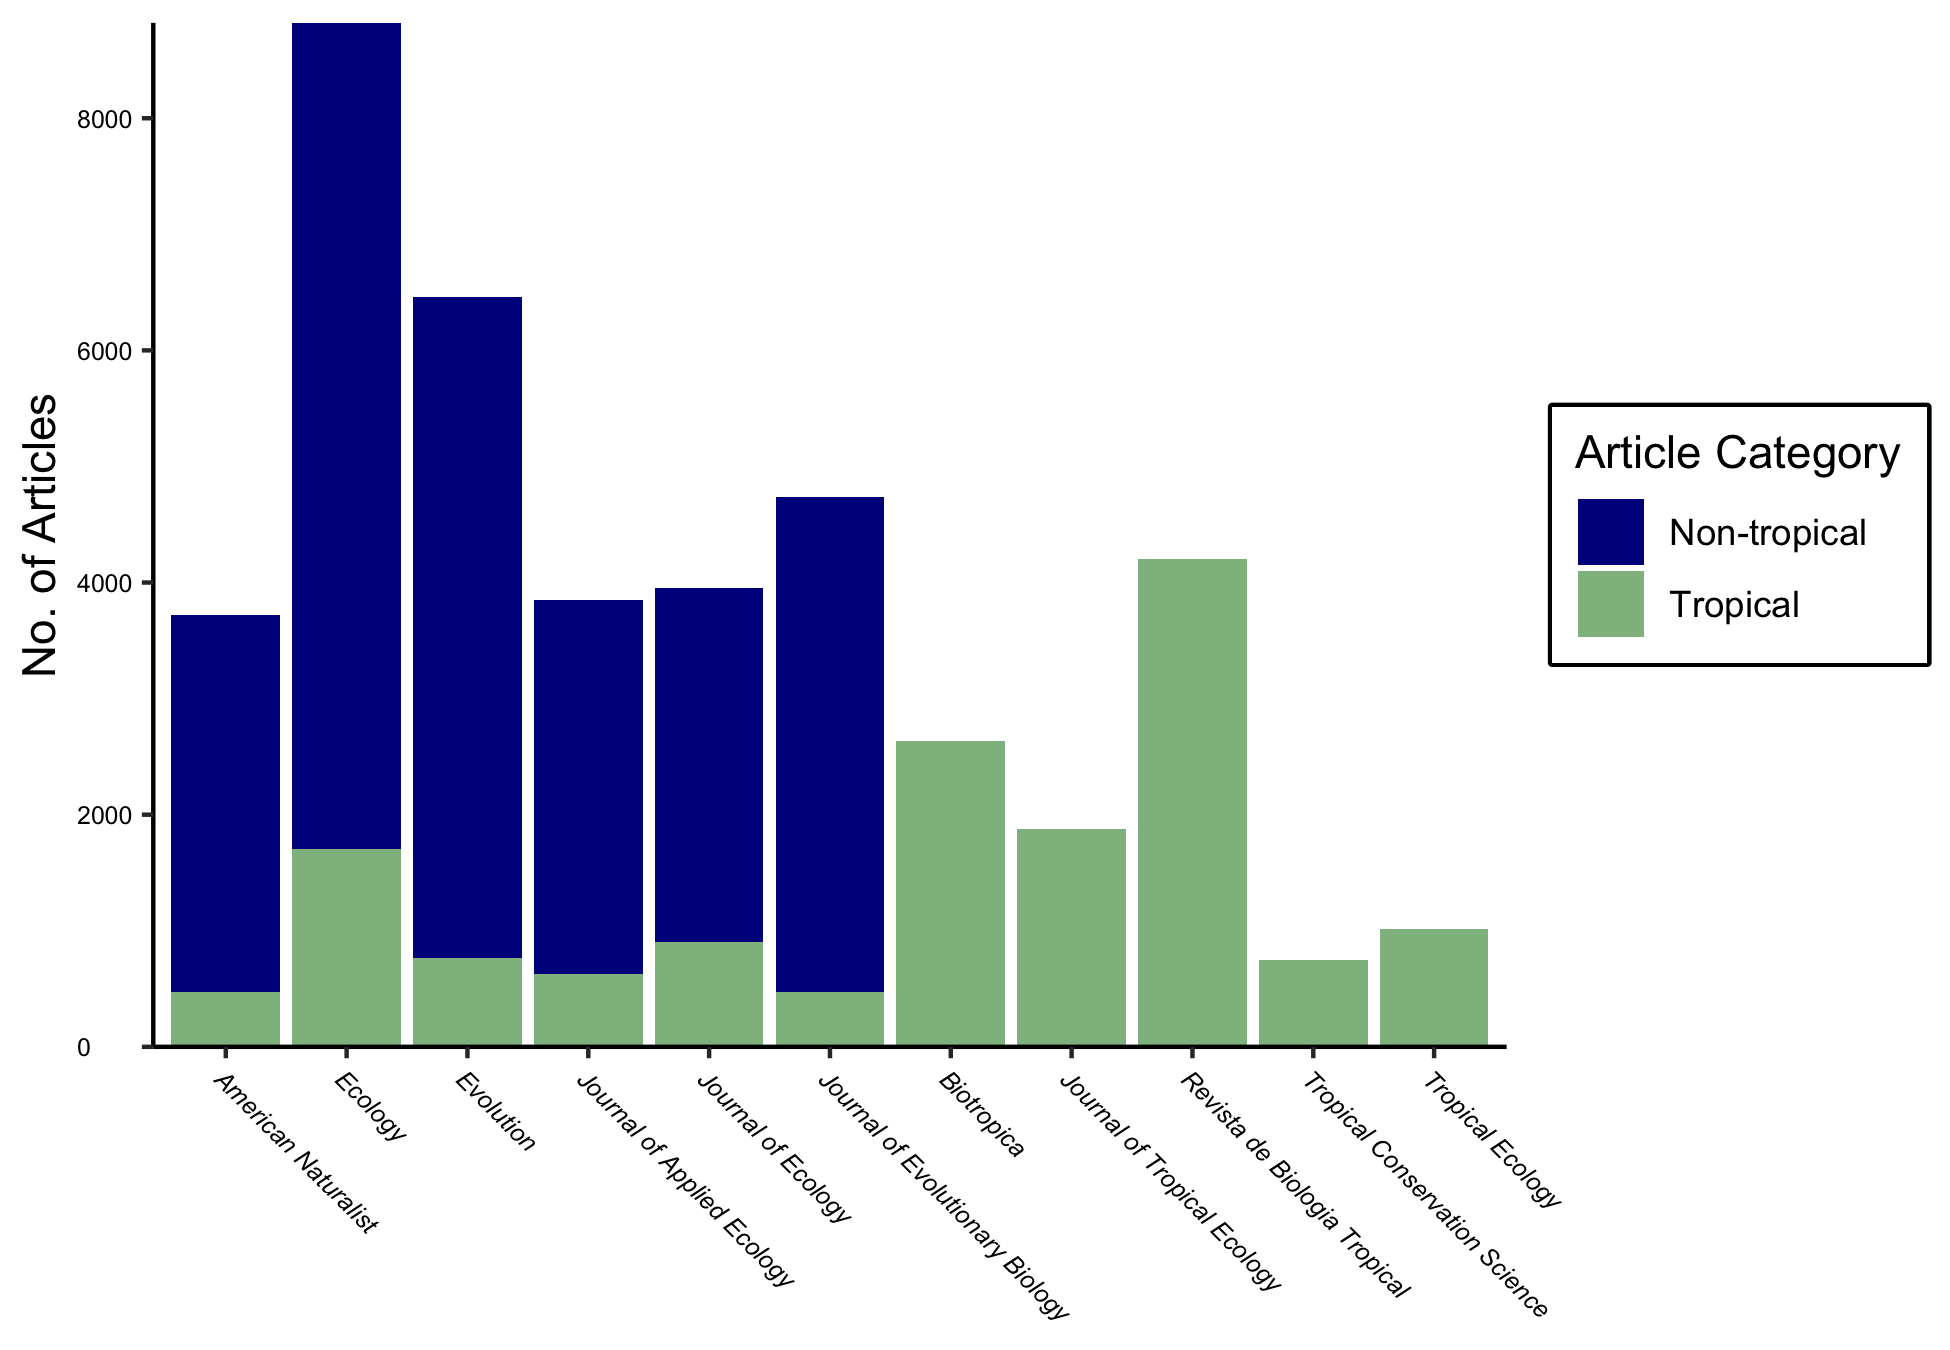 No. of Articles
8000
6000
4000
2000
0
American Naturalist
Ecology
Evolution
Journal of Applied Ecology
Journal of Ecology
Journal of Evolutionary Biology
Biotropica
Journal of Tropical Ecology
Revista de Biologia Tropical
Tropical Conservation Science
Tropical Ecology
Article Category
Non-tropical
Tropical